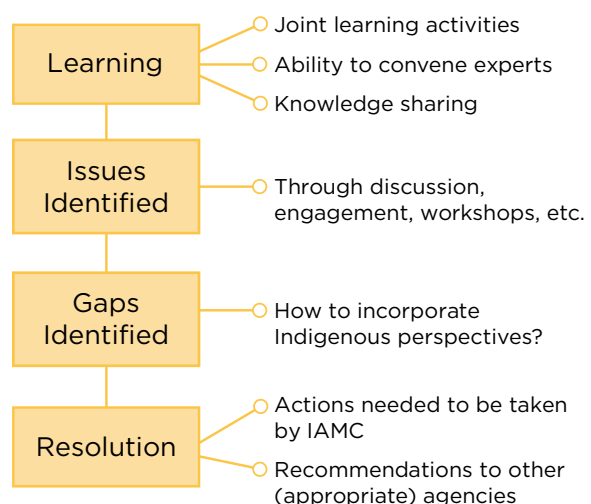 Learning
Joint learning activities
Ability to convene experts
Knowledge sharing
Issues
Identified
Through discussion,
engagement, workshops, etc.
Gaps
Identified
How to incorporate
Indigenous perspectives?
Resolution
Actions needed to be taken
by IAMC
Recommendations to other
(appropriate) agencies